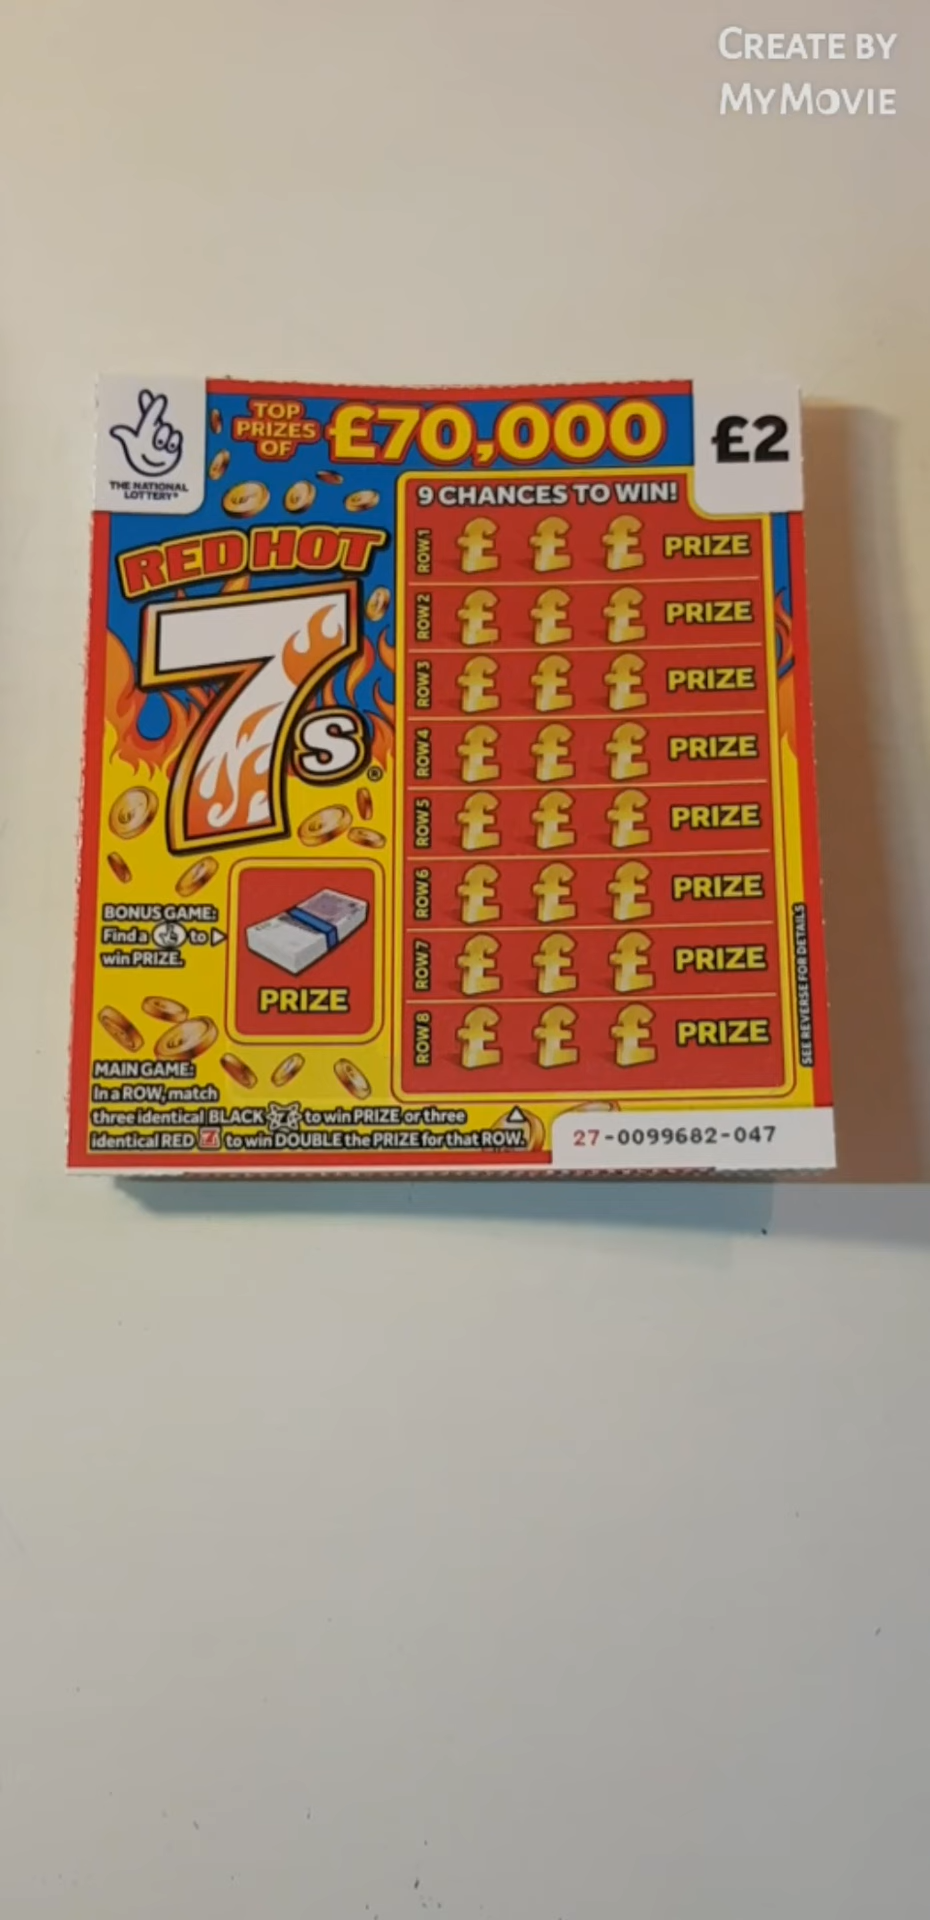 CREATE BY
MYMOVIE
THE NATIONAL
LOTTERY®
TOP
PRIZES
OF
£70,000
£2
RED HOT
7s®
9 CHANCES TO WIN!
ROW 1 £ £ £ PRIZE
ROW 2 £ £ £ PRIZE
ROW 3 £ £ £ PRIZE
ROW 4 £ £ £ PRIZE
ROW 5 £ £ £ PRIZE
ROW 6 £ £ £ PRIZE
ROW 7 £ £ £ PRIZE
ROW 8 £ £ £ PRIZE
SEE REVERSE FOR DETAILS
BONUS GAME:
Find a to
win PRIZE.
PRIZE
MAIN GAME:
In a ROW, match
three identical BLACK 7 to win PRIZE or three
identical RED 7 to win DOUBLE the PRIZE for that ROW.
27-0099682-047